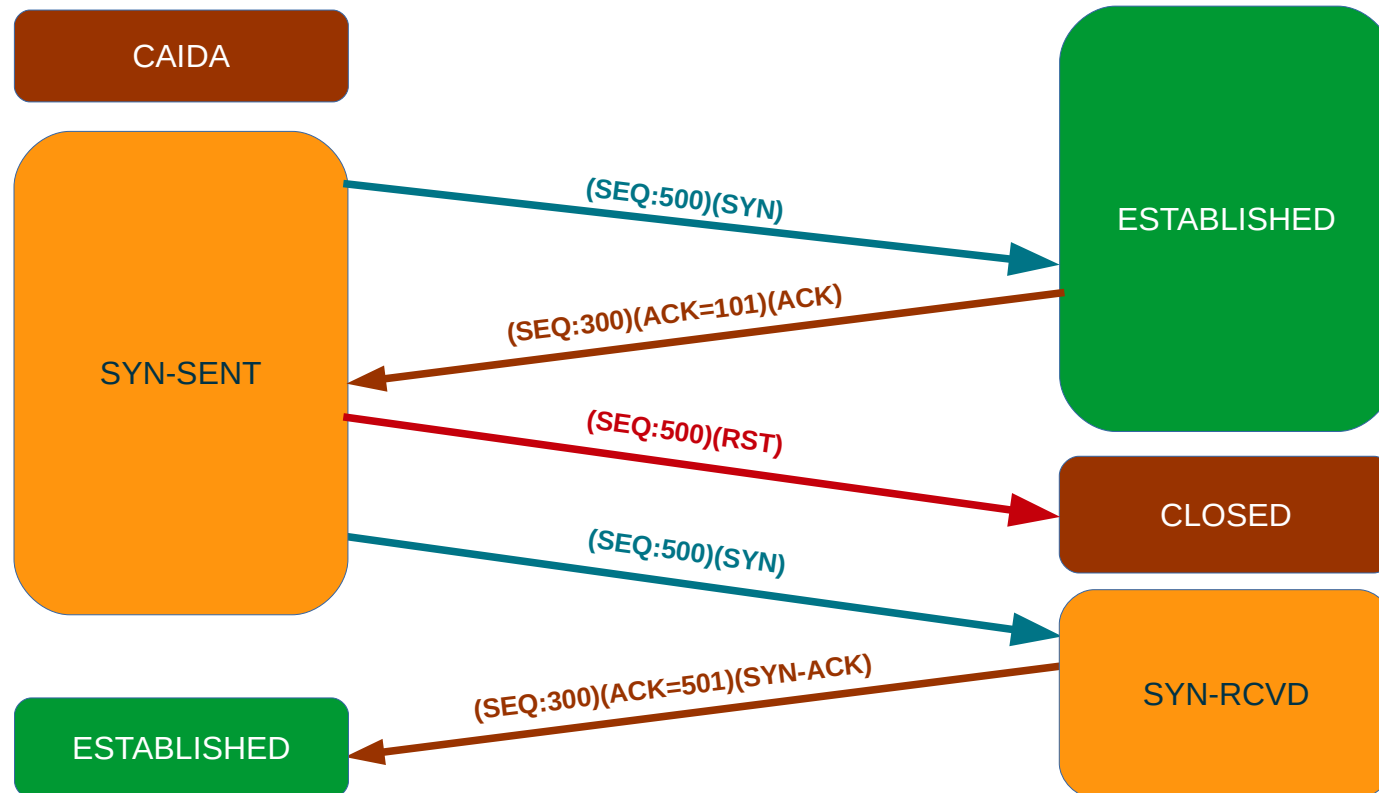 CAIDA
(SEQ:500)(SYN)
ESTABLISHED
(SEQ:300)(ACK=101)(ACK)
SYN-SENT
(SEQ:500)(RST)
CLOSED
(SEQ:500)(SYN)
(SEQ:300)(ACK=501)(SYN-ACK)
SYN-RCVD
ESTABLISHED